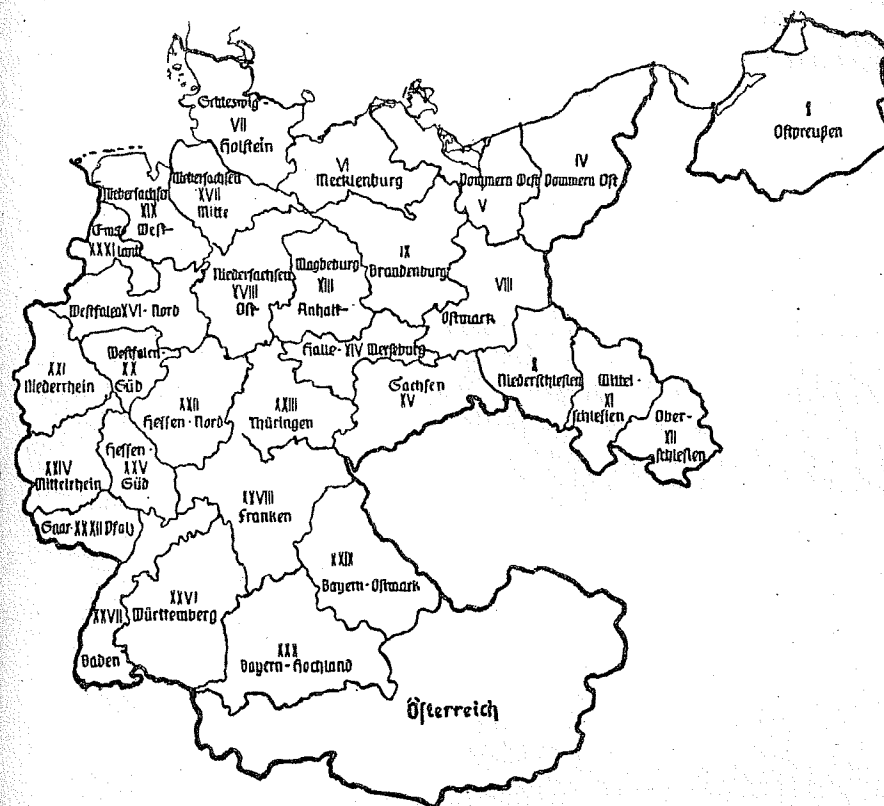 Schleswig
VII
Holstein
I
Ostpreußen
VI
Mecklenburg
IV
Pommern Ost
Pommern West
V
Niedersachsen
XVII
Mitte
Niedersachsen
XIX
West-
Ems-
XXXI land
IX
Brandenburg
Niedersachsen
XVIII
Ost-
Magdeburg
XIII
Anhalt-
VIII
Ostmark
Westfalen XVI-Nord
Halle-XIV Merseburg
Westfalen-
XX
Süd
XXI
Niederrhein
X
Niederschlesien
Mittel-
XI
schlesien
Ober-
XII
schlesien
Sachsen
XV
XXII
Hessen-Nord
XXIII
Thüringen
Hessen-
XXV
Süd
XXIV
Mittelrhein
XXVIII
Franken
Saar-XXXII Pfalz
XXIX
Bayern-Ostmark
XXVI
Württemberg
XXVII
Baden
XXX
Bayern-Hochland
Österreich